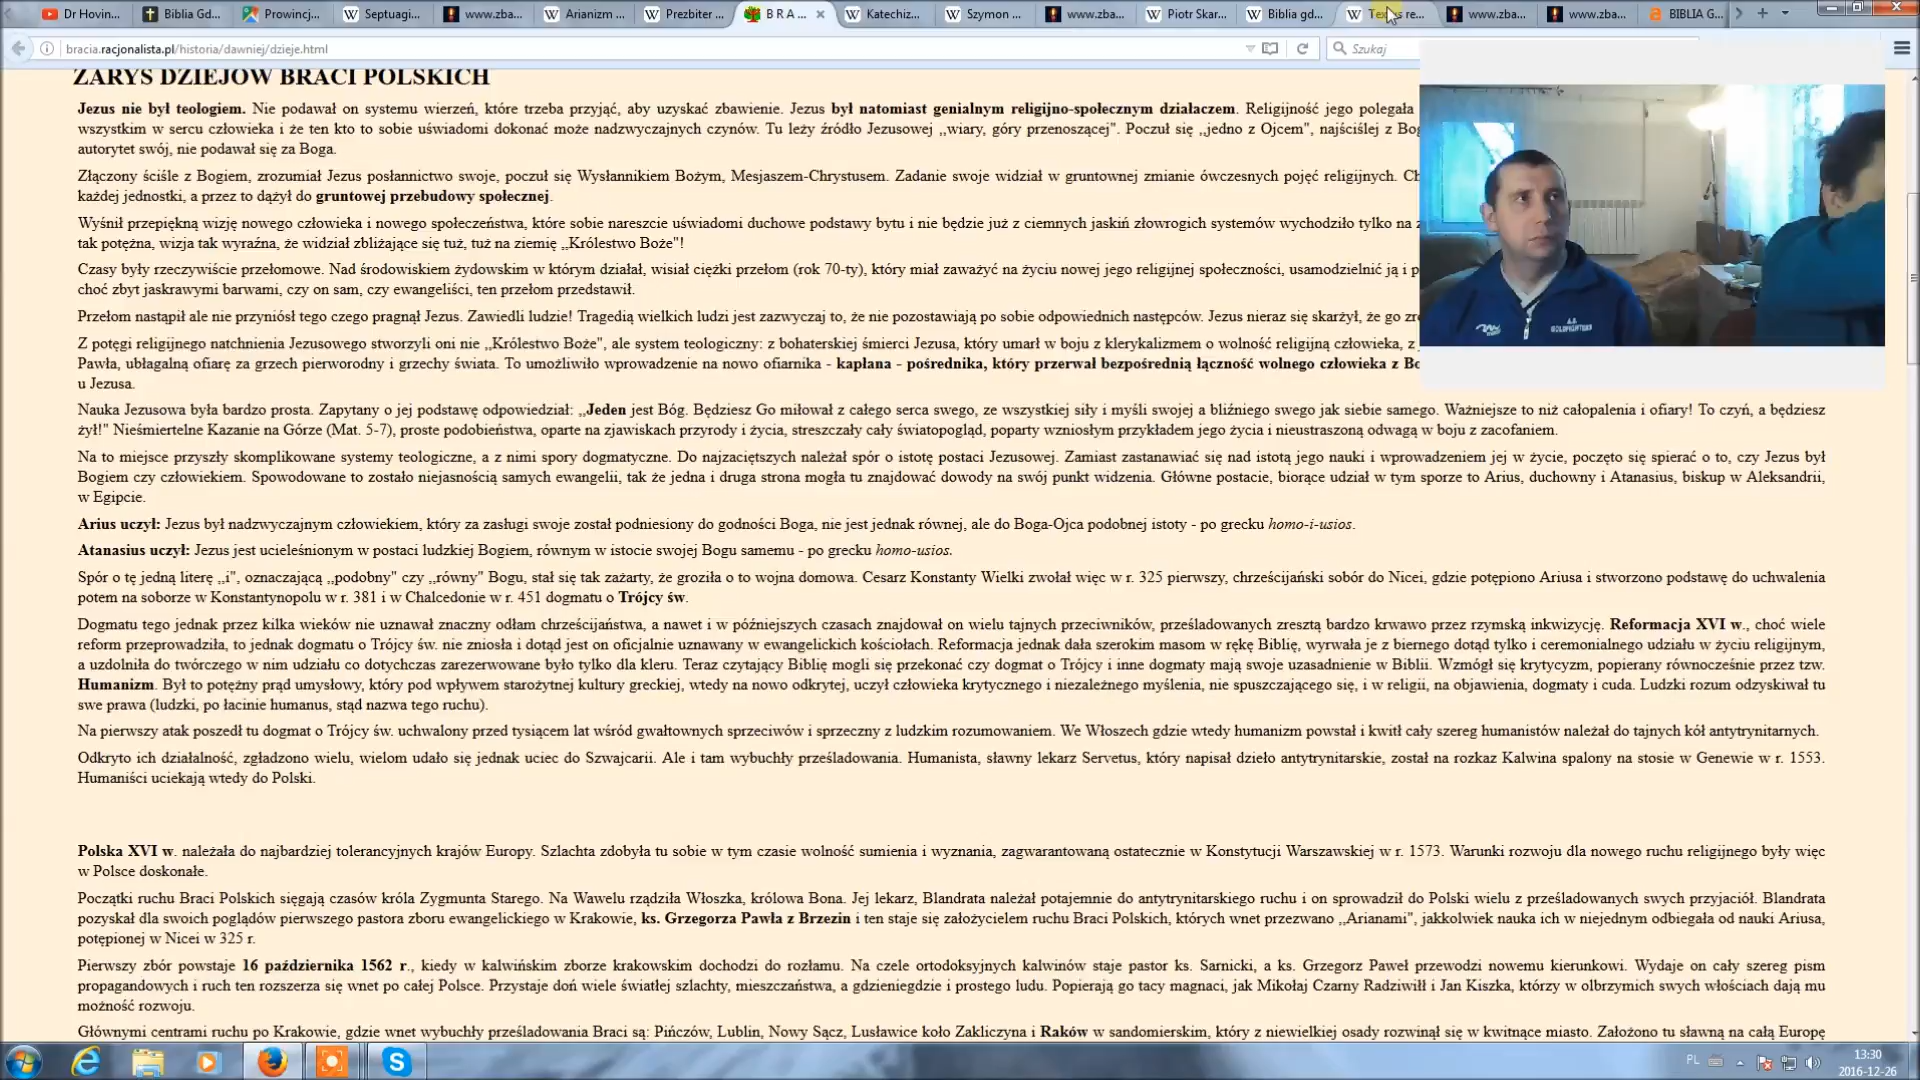 Dr Hovin... Biblia Gd... Prowincj... Septuagi... www.zba... Arianizm ... Prezbiter ... B R A ... Katechiz... Szymon ... www.zba... Piotr Skar... Biblia gd... www.zba... www.zba... BIBLIA G...
bracia.racjonalista.pl/historia/dawniej/dzieje.html
Szukaj
ZARYS DZIEJÓW BRACI POLSKICH
Jezus nie był teologiem. Nie podawał on systemu wierzeń, które trzeba przyjąć, aby uzyskać zbawienie. Jezus był natomiast genialnym religijno-społecznym działaczem. Religijność jego polegała
wszystkim w sercu człowieka i że ten kto to sobie uświadomi dokonać może nadzwyczajnych czynów. Tu leży źródło Jezusowej ,,wiary, góry przenoszącej". Poczuł się ,,jedno z Ojcem", najściślej z Bog
autorytet swój, nie podawał się za Boga.
Złączony ściśle z Bogiem, zrozumiał Jezus posłannictwo swoje, poczuł się Wysłannikiem Bożym, Mesjaszem-Chrystusem. Zadanie swoje widział w gruntownej zmianie ówczesnych pojęć religijnych. Ch
każdej jednostki, a przez to dążył do gruntowej przebudowy społecznej.
Wyśnił przepiękną wizję nowego człowieka i nowego społeczeństwa, które sobie nareszcie uświadomi duchowe podstawy bytu i nie będzie już z ciemnych jaskiń złowrogich systemów wychodziło tylko na z
tak potężna, wizja tak wyraźna, że widział zbliżające się tuż, tuż na ziemię ,,Królestwo Boże"!
Czasy były rzeczywiście przełomowe. Nad środowiskiem żydowskim w którym działał, wisiał ciężki przełom (rok 70-ty), który miał zaważyć na życiu nowej jego religijnej społeczności, usamodzielnić ją i p
choć zbyt jaskrawymi barwami, czy on sam, czy ewangeliści, ten przełom przedstawił.
Przełom nastąpił ale nie przyniósł tego czego pragnął Jezus. Zawiedli ludzie! Tragedią wielkich ludzi jest zazwyczaj to, że nie pozostawiają po sobie odpowiednich następców. Jezus nieraz się skarżył, że go zro
Z potęgi religijnego natchnienia Jezusowego stworzyli oni nie ,,Królestwo Boże", ale system teologiczny: z bohaterskiej śmierci Jezusa, który umarł w boju z klerykalizmem o wolność religijną człowieka, z j
Pawła, ubłagalną ofiarę za grzech pierworodny i grzechy świata. To umożliwiło wprowadzenie na nowo ofiarnika - kapłana - pośrednika, który przerwał bezpośrednią łączność wolnego człowieka z Bo
u Jezusa.
Nauka Jezusowa była bardzo prosta. Zapytany o jej podstawę odpowiedział: ,,Jeden jest Bóg. Będziesz Go miłował z całego serca swego, ze wszystkiej siły i myśli swojej a bliźniego swego jak siebie samego. Ważniejsze to niż całopalenia i ofiary! To czyń, a będziesz
żył!" Nieśmiertelne Kazanie na Górze (Mat. 5-7), proste podobieństwa, oparte na zjawiskach przyrody i życia, streszczały cały światopogląd, poparty wzniosłym przykładem jego życia i nieustraszoną odwagą w boju z zacofaniem.
Na to miejsce przyszły skomplikowane systemy teologiczne, a z nimi spory dogmatyczne. Do najzaciętszych należał spór o istotę postaci Jezusowej. Zamiast zastanawiać się nad istotą jego nauki i wprowadzeniem jej w życie, poczęto się spierać o to, czy Jezus był
Bogiem czy człowiekiem. Spowodowane to zostało niejasnością samych ewangelii, tak że jedna i druga strona mogła tu znajdować dowody na swój punkt widzenia. Główne postacie, biorące udział w tym sporze to Arius, duchowny i Atanasius, biskup w Aleksandrii,
w Egipcie.
Arius uczył: Jezus był nadzwyczajnym człowiekiem, który za zasługi swoje został podniesiony do godności Boga, nie jest jednak równej, ale do Boga-Ojca podobnej istoty - po grecku homo-i-usios.
Atanasius uczył: Jezus jest ucieleśnionym w postaci ludzkiej Bogiem, równym w istocie swojej Bogu samemu - po grecku homo-usios.
Spór o tę jedną literę ,,i", oznaczającą ,,podobny" czy ,,równy" Bogu, stał się tak zażarty, że groziła o to wojna domowa. Cesarz Konstanty Wielki zwołał więc w r. 325 pierwszy, chrześcijański sobór do Nicei, gdzie potępiono Ariusa i stworzono podstawę do uchwalenia
potem na soborze w Konstantynopolu w r. 381 i w Chalcedonie w r. 451 dogmatu o Trójcy św.
Dogmatu tego jednak przez kilka wieków nie uznawał znaczny odłam chrześcijaństwa, a nawet i w późniejszych czasach znajdował on wielu tajnych przeciwników, prześladowanych zresztą bardzo krwawo przez rzymską inkwizycję. Reformacja XVI w., choć wiele
reform przeprowadziła, to jednak dogmatu o Trójcy św. nie zniosła i dotąd jest on oficjalnie uznawany w ewangelickich kościołach. Reformacja jednak dała szerokim masom w rękę Biblię, wyrwała je z biernego dotąd tylko i ceremonialnego udziału w życiu religijnym,
a uzdolniła do twórczego w nim udziału co dotychczas zarezerwowane było tylko dla kleru. Teraz czytający Biblię mogli się przekonać czy dogmat o Trójcy i inne dogmaty mają swoje uzasadnienie w Biblii. Wzmógł się krytycyzm, popierany równocześnie przez tzw.
Humanizm. Był to potężny prąd umysłowy, który pod wpływem starożytnej kultury greckiej, wtedy na nowo odkrytej, uczył człowieka krytycznego i niezależnego myślenia, nie spuszczającego się, i w religii, na objawienia, dogmaty i cuda. Ludzki rozum odzyskiwał tu
swe prawa (ludzki, po łacinie humanus, stąd nazwa tego ruchu).
Na pierwszy atak poszedł tu dogmat o Trójcy św. uchwalony przed tysiącem lat wśród gwałtownych sprzeciwów i sprzeczny z ludzkim rozumowaniem. We Włoszech gdzie wtedy humanizm powstał i kwitł cały szereg humanistów należał do tajnych kół antytrynitarnych.
Odkryto ich działalność, zgładzono wielu, wielom udało się jednak uciec do Szwajcarii. Ale i tam wybuchły prześladowania. Humanista, sławny lekarz Servetus, który napisał dzieło antytrynitarskie, został na rozkaz Kalwina spalony na stosie w Genewie w r. 1553.
Humaniści uciekają wtedy do Polski.
Polska XVI w. należała do najbardziej tolerancyjnych krajów Europy. Szlachta zdobyła tu sobie w tym czasie wolność sumienia i wyznania, zagwarantowaną ostatecznie w Konstytucji Warszawskiej w r. 1573. Warunki rozwoju dla nowego ruchu religijnego były więc
w Polsce doskonałe.
Początki ruchu Braci Polskich sięgają czasów króla Zygmunta Starego. Na Wawelu rządziła Włoszka, królowa Bona. Jej lekarz, Blandrata należał potajemnie do antytrynitarskiego ruchu i on sprowadził do Polski wielu z prześladowanych swych przyjaciół. Blandrata
pozyskał dla swoich poglądów pierwszego pastora zboru ewangelickiego w Krakowie, ks. Grzegorza Pawła z Brzezin i ten staje się założycielem ruchu Braci Polskich, których wnet przezwano ,,Arianami", jakkolwiek nauka ich w niejednym odbiegała od nauki Ariusa,
potępionej w Nicei w 325 r.
Pierwszy zbór powstaje 16 października 1562 r., kiedy w kalwińskim zborze krakowskim dochodzi do rozłamu. Na czele ortodoksyjnych kalwinów staje pastor ks. Sarnicki, a ks. Grzegorz Paweł przewodzi nowemu kierunkowi. Wydaje on cały szereg pism
propagandowych i ruch ten rozszerza się wnet po całej Polsce. Przystaje doń wiele światłej szlachty, mieszczaństwa, a gdzieniegdzie i prostego ludu. Popierają go tacy magnaci, jak Mikołaj Czarny Radziwiłł i Jan Kiszka, którzy w olbrzymich swych włościach dają mu
możność rozwoju.
Głównymi centrami ruchu po Krakowie, gdzie wnet wybuchły prześladowania Braci są: Pińczów, Lublin, Nowy Sącz, Lusławice koło Zakliczyna i Raków w sandomierskim, który z niewielkiej osady rozwinął się w kwitnące miasto. Założono tu sławną na całą Europę
PL
13:30
2016-12-26